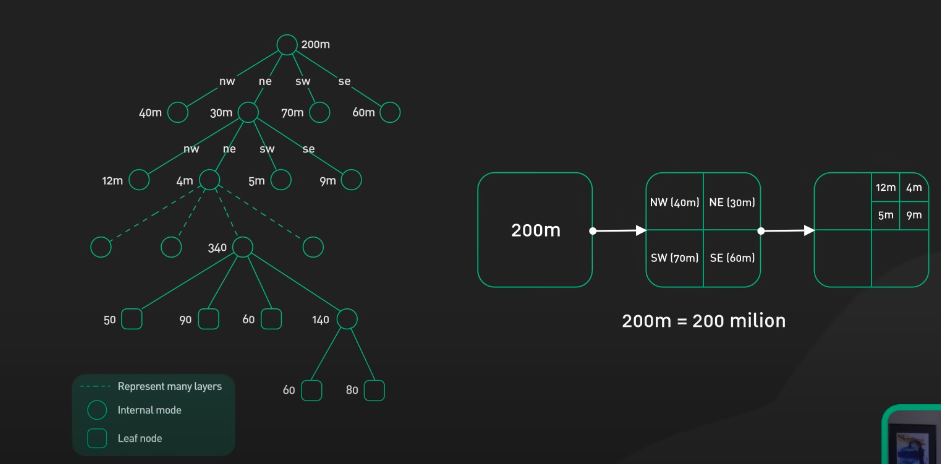 200m
nw ne sw se
40m 30m 70m 60m
nw ne sw se
12m 4m 5m 9m
340
50 90 60 140
60 80
Represent many layers
Internal mode
Leaf node
200m
NW (40m) NE (30m)
SW (70m) SE (60m)
12m 4m
5m 9m
200m = 200 milion